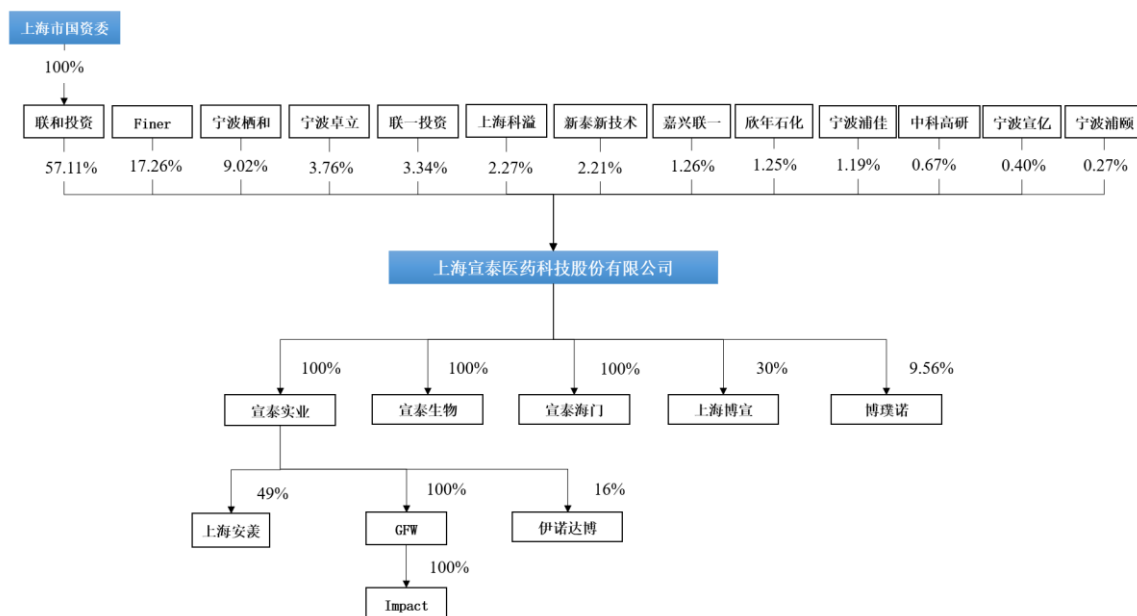 上海市国资委
100%
联和投资 Finer 宁波栖和 宁波卓立 联一投资 上海科溢 新泰新技术 嘉兴联一 欣年石化 宁波浦佳 中科高研 宁波宣亿 宁波浦颐
57.11% 17.26% 9.02% 3.76% 3.34% 2.27% 2.21% 1.26% 1.25% 1.19% 0.67% 0.40% 0.27%
上海宣泰医药科技股份有限公司
100% 100% 100% 30% 9.56%
宣泰实业 宣泰生物 宣泰海门 上海博宣 博璞诺
49% 100% 16%
上海安羡 GFW 伊诺达博
100%
Impact